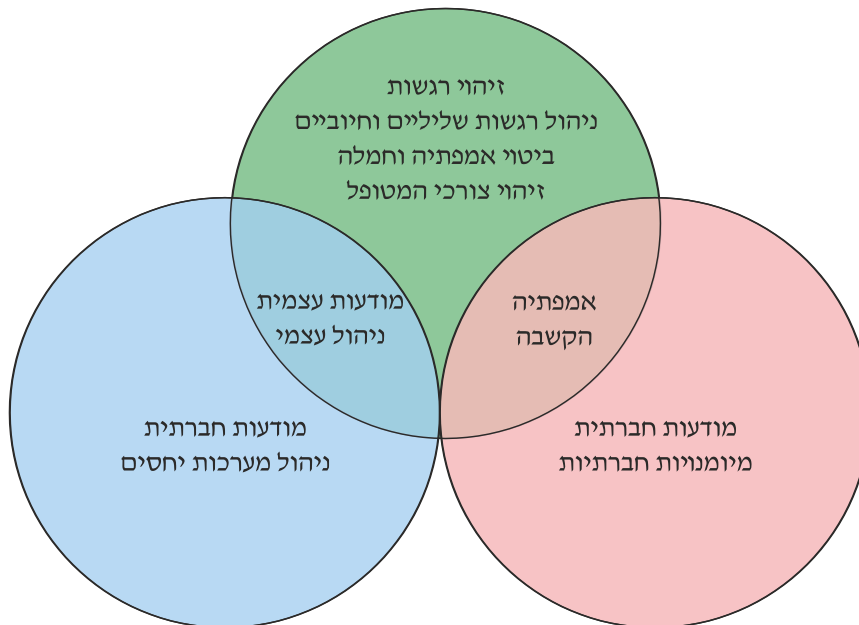 זיהוי רגשות
ניהול רגשות שליליים וחיוביים
ביטוי אמפתיה וחמלה
זיהוי צורכי המטופל
אמפתיה
הקשבה
מודעות עצמית
ניהול עצמי
מודעות חברתית
מיומנויות חברתיות
מודעות חברתית
ניהול מערכות יחסים